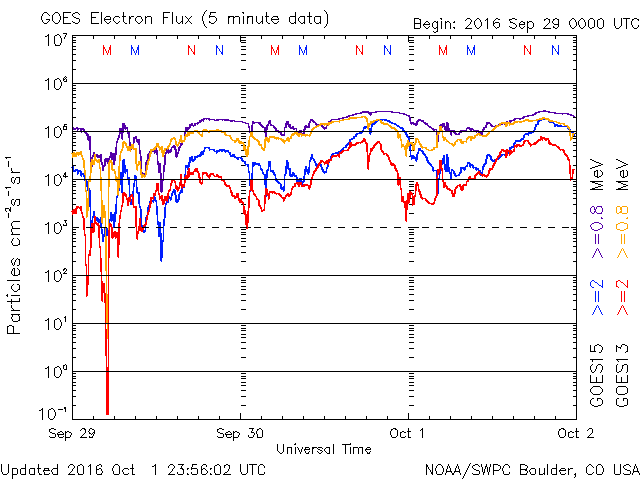 GOES Electron Flux (5 minute data)
Begin: 2016 Sep 29 0000 UTC
M M N N M M N N M M N N
10⁷
10⁶
10⁵
10⁴
10³
10²
10¹
10⁰
10⁻¹
Particles cm⁻²s⁻¹sr⁻¹
Sep 29 Sep 30 Oct 1 Oct 2
Universal Time
GOES15 >=2 >=0.8 MeV
GOES13 >=2 >=0.8 MeV
Updated 2016 Oct 1 23:56:02 UTC
NOAA/SWPC Boulder, CO USA